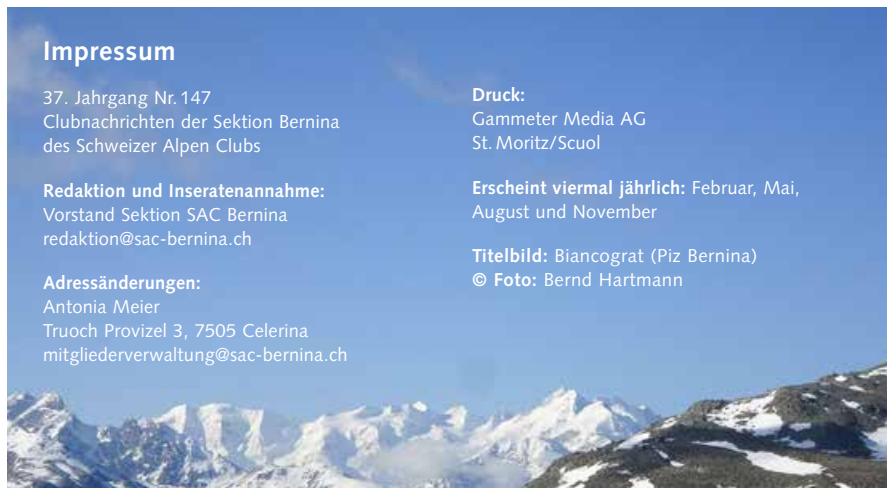 Impressum
37. Jahrgang Nr. 147
Clubnachrichten der Sektion Bernina
des Schweizer Alpen Clubs
Redaktion und Inseratenannahme:
Vorstand Sektion SAC Bernina
redaktion@sac-bernina.ch
Adressänderungen:
Antonia Meier
Truoch Provizel 3, 7505 Celerina
mitgliederverwaltung@sac-bernina.ch
Druck:
Gammeter Media AG
St. Moritz/Scuol
Erscheint viermal jährlich: Februar, Mai,
August und November
Titelbild: Biancograt (Piz Bernina)
© Foto: Bernd Hartmann